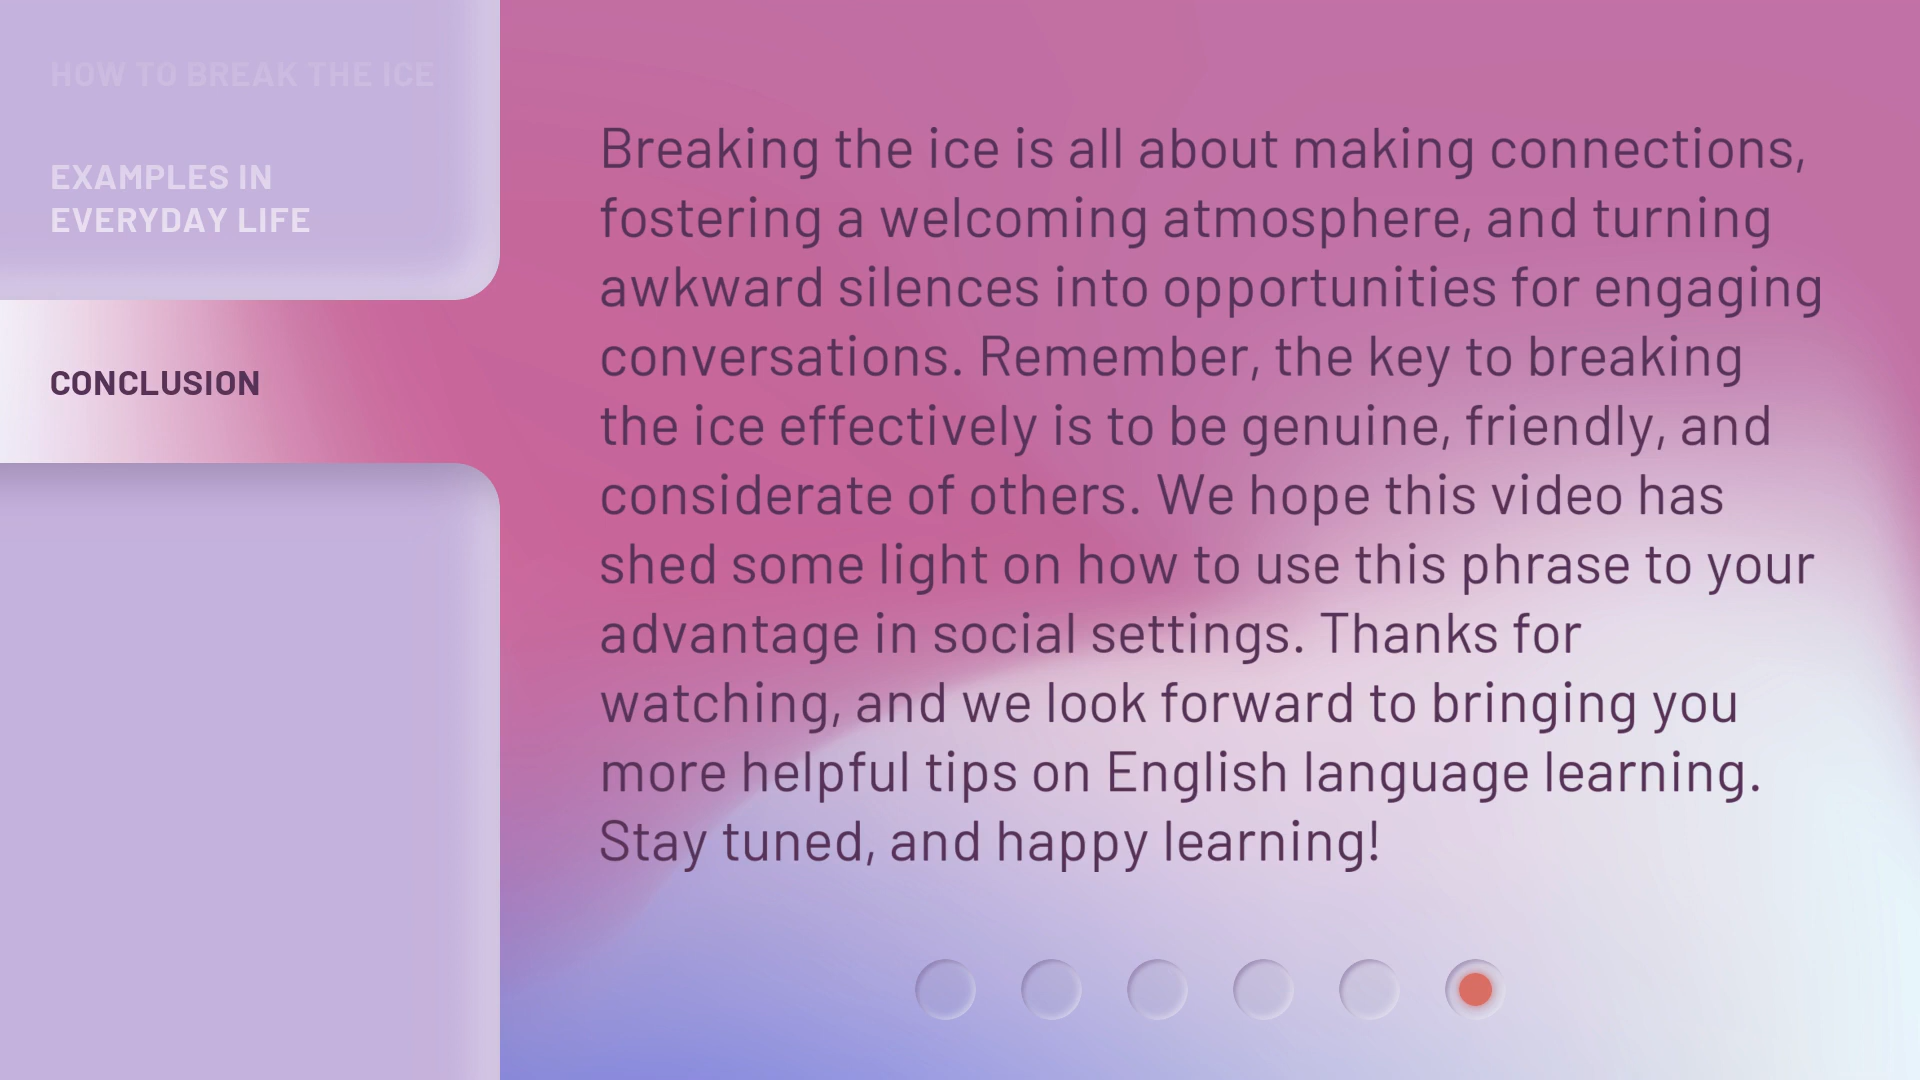 HOW TO BREAK THE ICE
EXAMPLES IN
EVERYDAY LIFE
CONCLUSION
Breaking the ice is all about making connections,
fostering a welcoming atmosphere, and turning
awkward silences into opportunities for engaging
conversations. Remember, the key to breaking
the ice effectively is to be genuine, friendly, and
considerate of others. We hope this video has
shed some light on how to use this phrase to your
advantage in social settings. Thanks for
watching, and we look forward to bringing you
more helpful tips on English language learning.
Stay tuned, and happy learning!